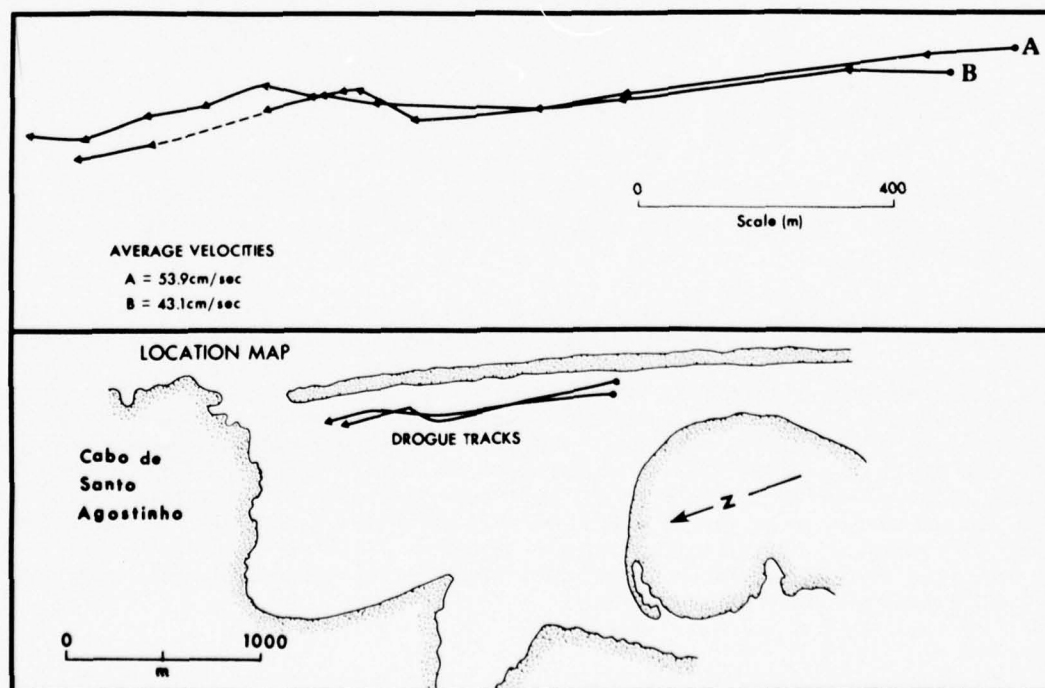 A
B
0 400
Scale (m)
AVERAGE VELOCITIES
A = 53.9cm/sec
B = 43.1cm/sec
LOCATION MAP
DROGUE TRACKS
Cabo de
Santo
Agostinho
N
0 1000
m